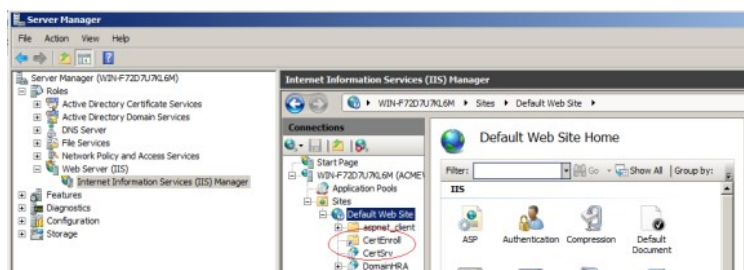 Server Manager
File Action View Help
Server Manager (WIN-F72D7U7KL6M)
Roles
Active Directory Certificate Services
Active Directory Domain Services
DNS Server
File Services
Network Policy and Access Services
Web Server (IIS)
Internet Information Services (IIS) Manager
Features
Diagnostics
Configuration
Storage
Internet Information Services (IIS) Manager
WIN-F72D7U7KL6M Sites Default Web Site
Connections
Start Page
WIN-F72D7U7KL6M (ACME
Application Pools
Sites
Default Web Site
aspnet_client
CertEnroll
CertSrv
DomainHRA
Default Web Site Home
Filter: Go Show All Group by:
IIS
ASP
Authentication
Compression
Default Document